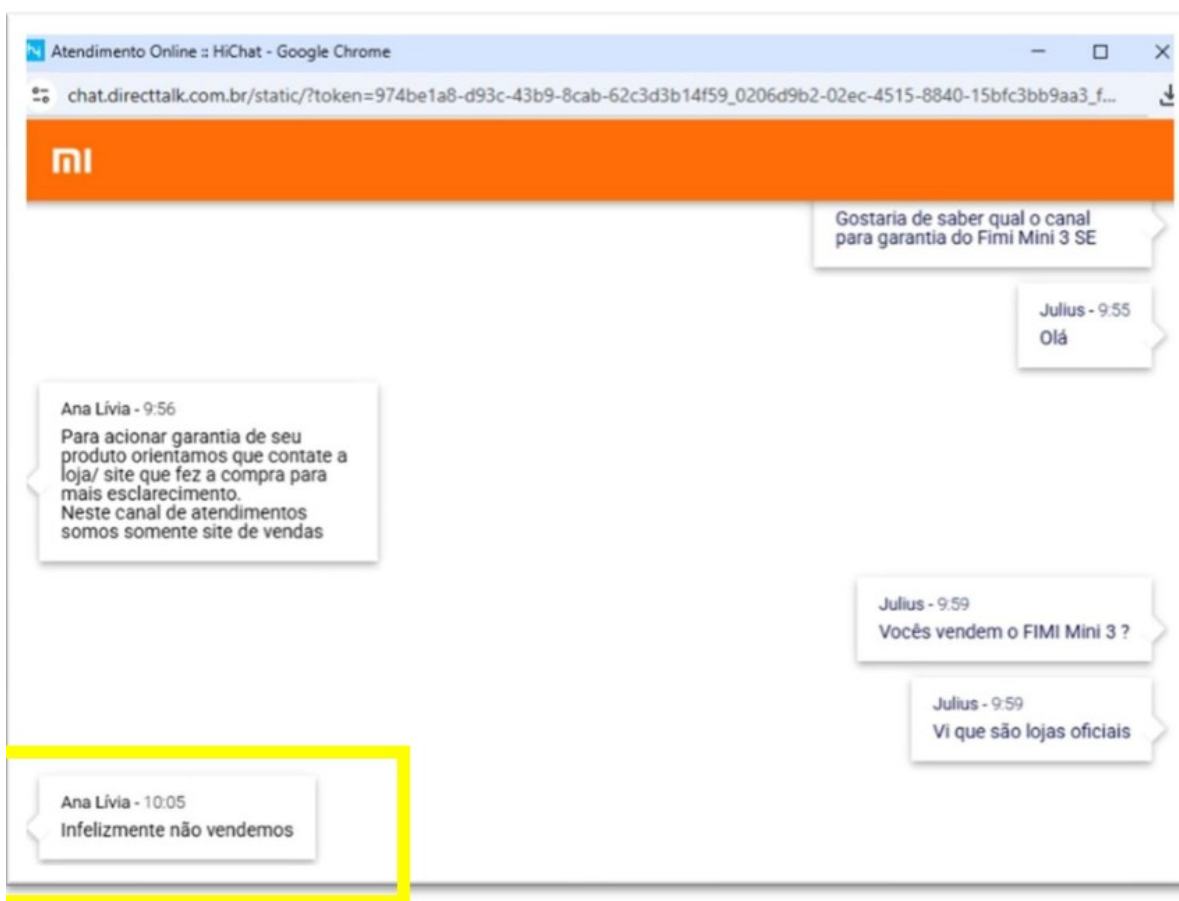 Atendimento Online :: HiChat - Google Chrome
chat.directtalk.com.br/static/?token=974be1a8-d93c-43b9-8cab-62c3d3b14f59_0206d9b2-02ec-4515-8840-15bfc3bb9aa3_f...
mi
Gostaria de saber qual o canal
para garantia do Fimi Mini 3 SE
Julius - 9:55
Olá
Ana Lívia - 9:56
Para acionar garantia de seu
produto orientamos que contate a
loja/ site que fez a compra para
mais esclarecimento.
Neste canal de atendimentos
somos somente site de vendas
Julius - 9:59
Vocês vendem o FIMI Mini 3 ?
Julius - 9:59
Vi que são lojas oficiais
Ana Lívia - 10:05
Infelizmente não vendemos